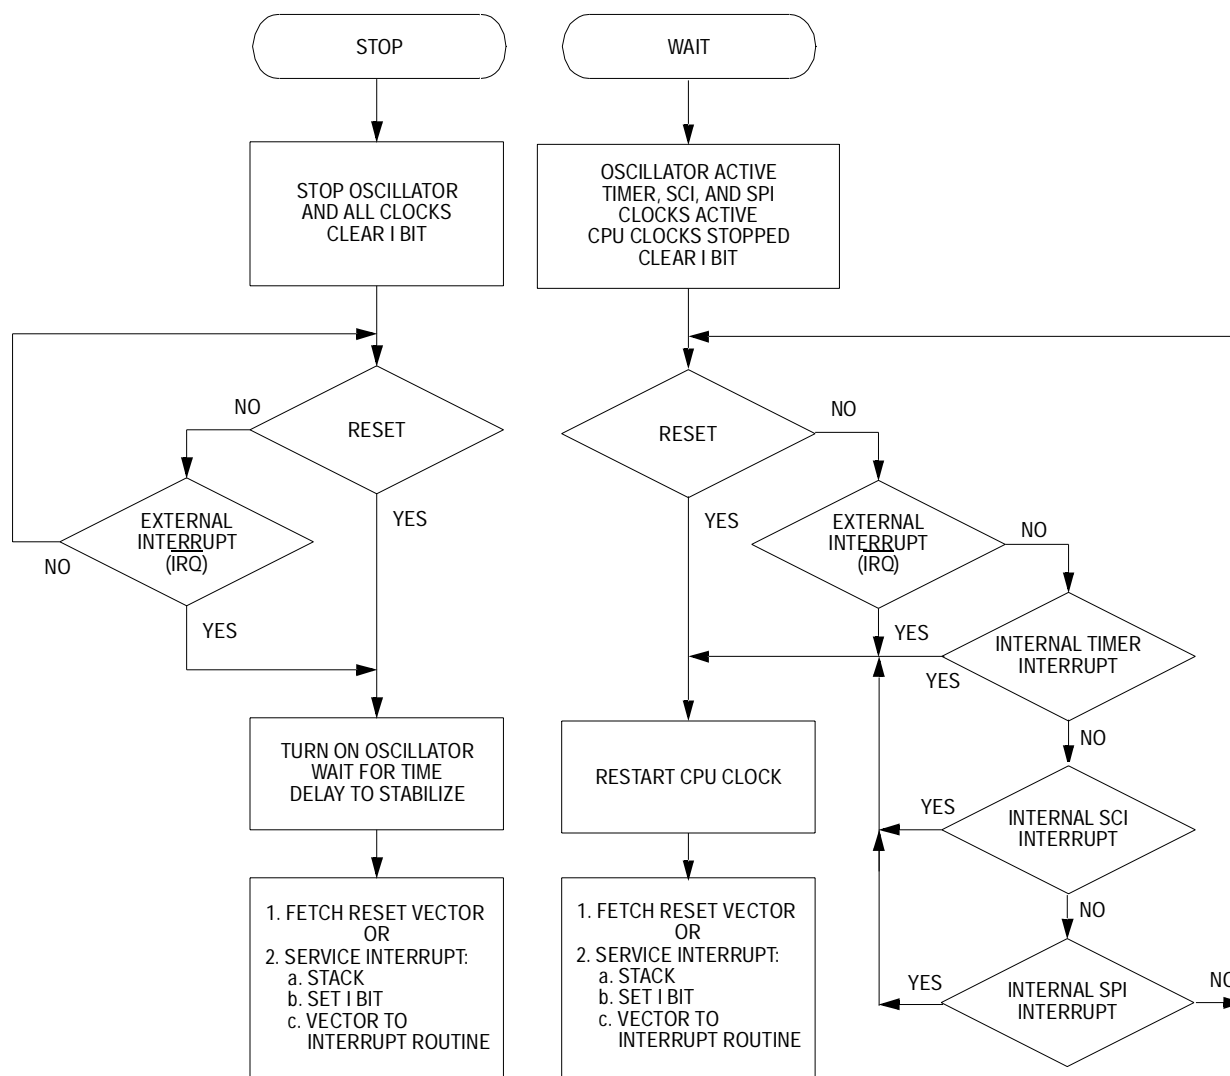 STOP
STOP OSCILLATOR
AND ALL CLOCKS
CLEAR I BIT
RESET
NO
YES
EXTERNAL
INTERRUPT
(IRQ)
NO
YES
TURN ON OSCILLATOR
WAIT FOR TIME
DELAY TO STABILIZE
1. FETCH RESET VECTOR
OR
2. SERVICE INTERRUPT:
a. STACK
b. SET I BIT
c. VECTOR TO
INTERRUPT ROUTINE
WAIT
OSCILLATOR ACTIVE
TIMER, SCI, AND SPI
CLOCKS ACTIVE
CPU CLOCKS STOPPED
CLEAR I BIT
RESET
NO
YES
EXTERNAL
INTERRUPT
(IRQ)
NO
YES
INTERNAL TIMER
INTERRUPT
YES
NO
RESTART CPU CLOCK
INTERNAL SCI
INTERRUPT
YES
NO
INTERNAL SPI
INTERRUPT
YES
NO
1. FETCH RESET VECTOR
OR
2. SERVICE INTERRUPT:
a. STACK
b. SET I BIT
c. VECTOR TO
INTERRUPT ROUTINE